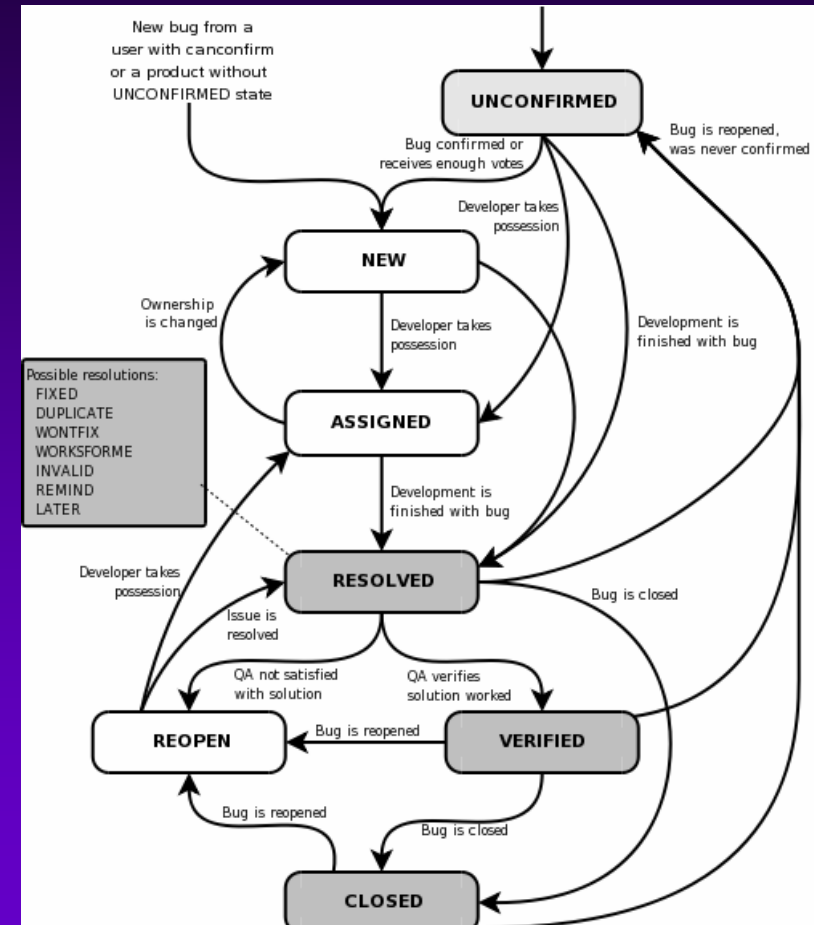 New bug from a
user with canconfirm
or a product without
UNCONFIRMED state
UNCONFIRMED
Bug is reopened,
was never confirmed
Bug confirmed or
receives enough votes
Developer takes
possession
NEW
Ownership
is changed
Developer takes
possession
Development is
finished with bug
Possible resolutions:
FIXED
DUPLICATE
WONTFIX
WORKSFORME
INVALID
REMIND
LATER
ASSIGNED
Development is
finished with bug
RESOLVED
Developer takes
possession
Issue is
resolved
Bug is closed
QA not satisfied
with solution
QA verifies
solution worked
REOPEN
Bug is reopened
VERIFIED
Bug is reopened
Bug is closed
CLOSED